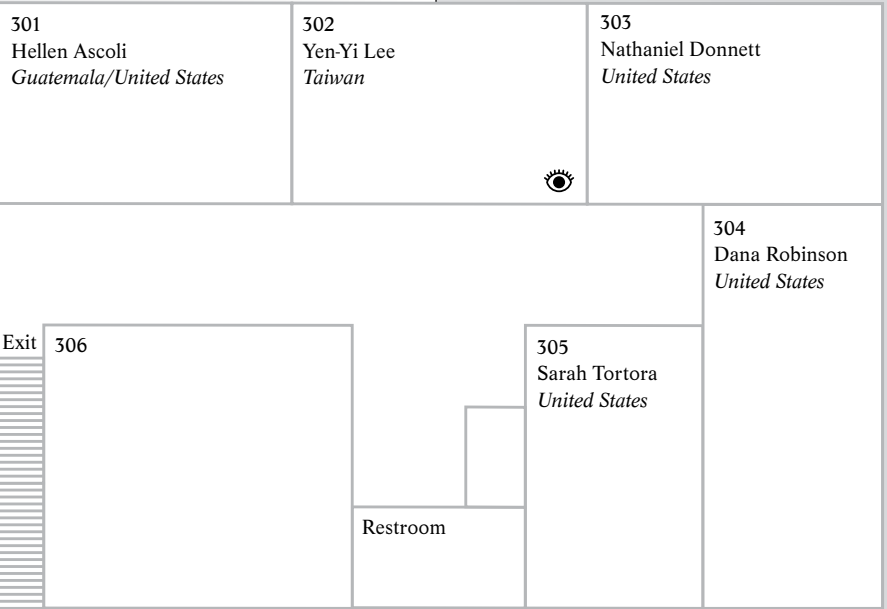 301
Hellen Ascoli
Guatemala/United States
302
Yen-Yi Lee
Taiwan
303
Nathaniel Donnett
United States
304
Dana Robinson
United States
Exit
306
305
Sarah Tortora
United States
Restroom